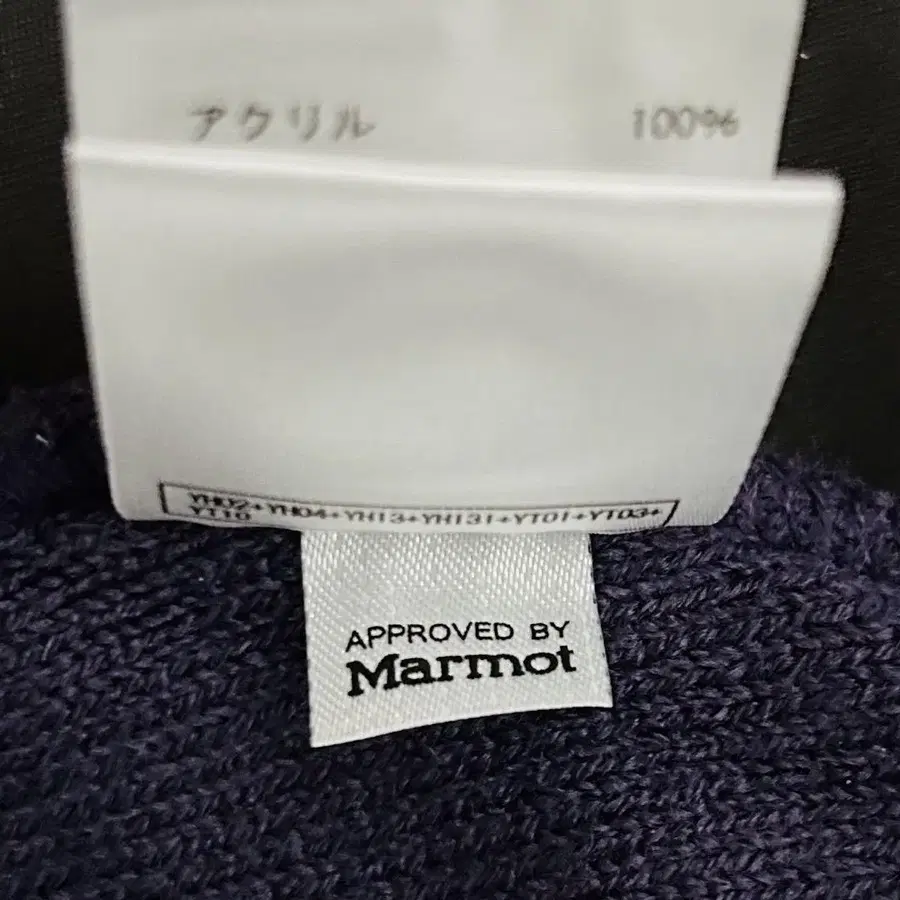 アクリル 100%
YH02+YH04+YH13+YH131+YT01+YT03+
YT10
APPROVED BY
Marmot